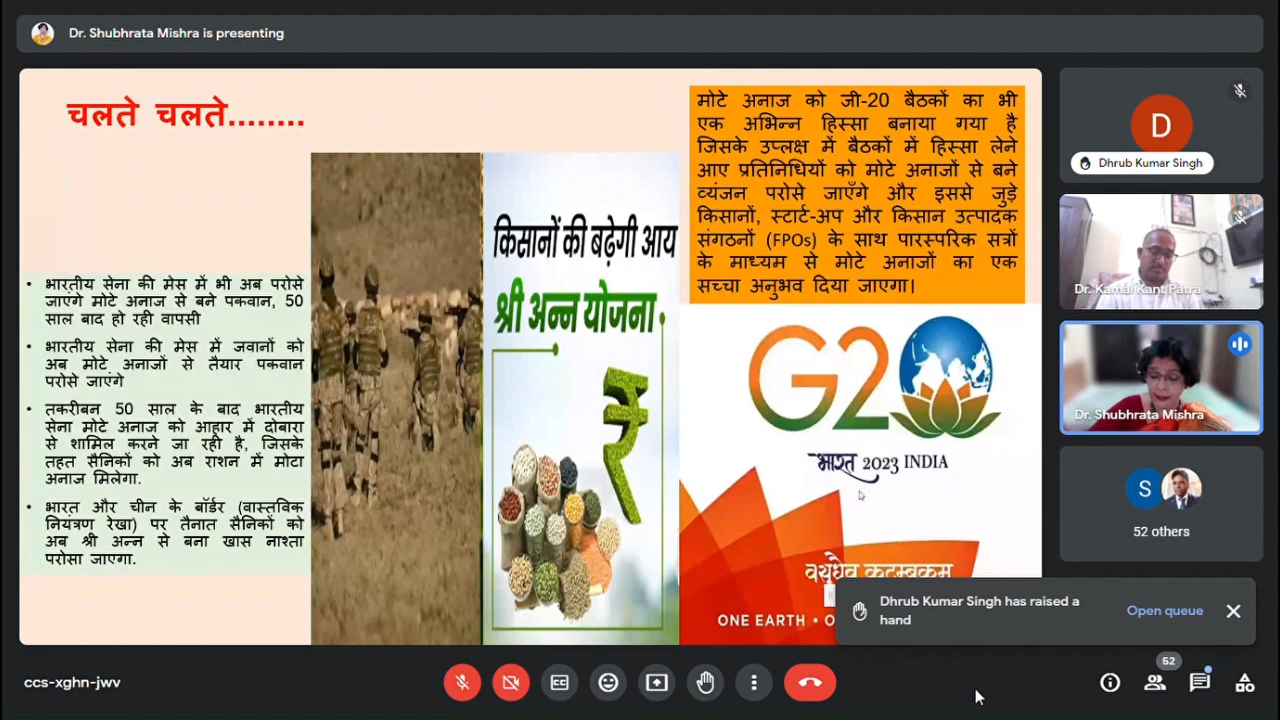 Dr. Shubhrata Mishra is presenting
चलते चलते........
भारतीय सेना की मेस में भी अब परोसे
जाएंगे मोटे अनाज से बने पकवान, 50
साल बाद हो रही वापसी
भारतीय सेना की मेस में जवानों को
अब मोटे अनाजों से तैयार पकवान
परोसे जाएंगे
तकरीबन 50 साल के बाद भारतीय
सेना मोटे अनाज को आहार में दोबारा
से शामिल करने जा रही है, जिसके
तहत सैनिकों को अब राशन में मोटा
अनाज मिलेगा.
भारत और चीन के बॉर्डर (वास्तविक
नियंत्रण रेखा) पर तैनात सैनिकों को
अब श्री अन्न से बना खास नाश्ता
परोसा जाएगा.
किसानों की बढ़ेगी आय
श्री अन्न योजना
मोटे अनाज को जी-20 बैठकों का भी
एक अभिन्न हिस्सा बनाया गया है
जिसके उप्लक्ष में बैठकों में हिस्सा लेने
आए प्रतिनिधियों को मोटे अनाजों से बने
व्यंजन परोसे जाएँगे और इससे जुड़े
किसानों, स्टार्ट-अप और किसान उत्पादक
संगठनों (FPOs) के साथ पारस्परिक सत्रों
के माध्यम से मोटे अनाजों का एक
सच्चा अनुभव दिया जाएगा।
G20
भारत 2023 INDIA
वसुधैव कुटुम्बकम्
ONE EARTH • O
D
Dhrub Kumar Singh
Dr. Kamal Kant Patra
Dr. Shubhrata Mishra
S
52 others
Dhrub Kumar Singh has raised a
hand
Open queue
ccs-xghn-jwv
52